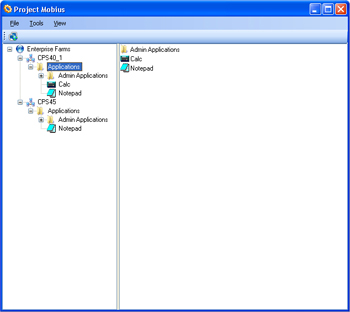 Project Mobius
File Tools View
Enterprise Farms
CPS40_1
Applications
Admin Applications
Calc
Notepad
CPS45
Applications
Admin Applications
Notepad
Admin Applications
Calc
Notepad